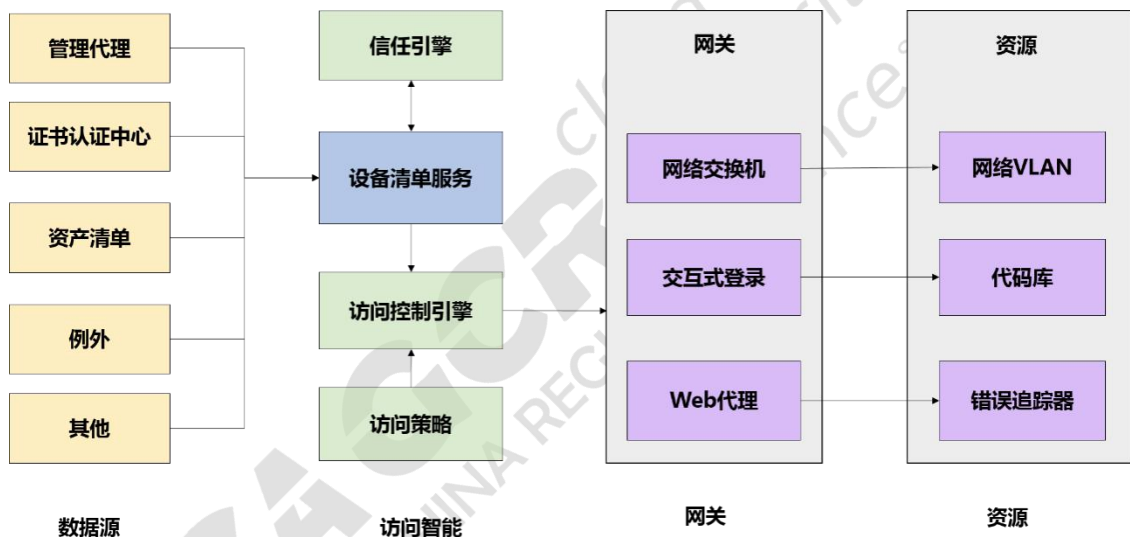 管理代理
证书认证中心
资产清单
例外
其他
数据源
信任引擎
设备清单服务
访问控制引擎
访问策略
访问智能
网关
网络交换机
交互式登录
Web代理
网关
资源
网络VLAN
代码库
错误追踪器
资源